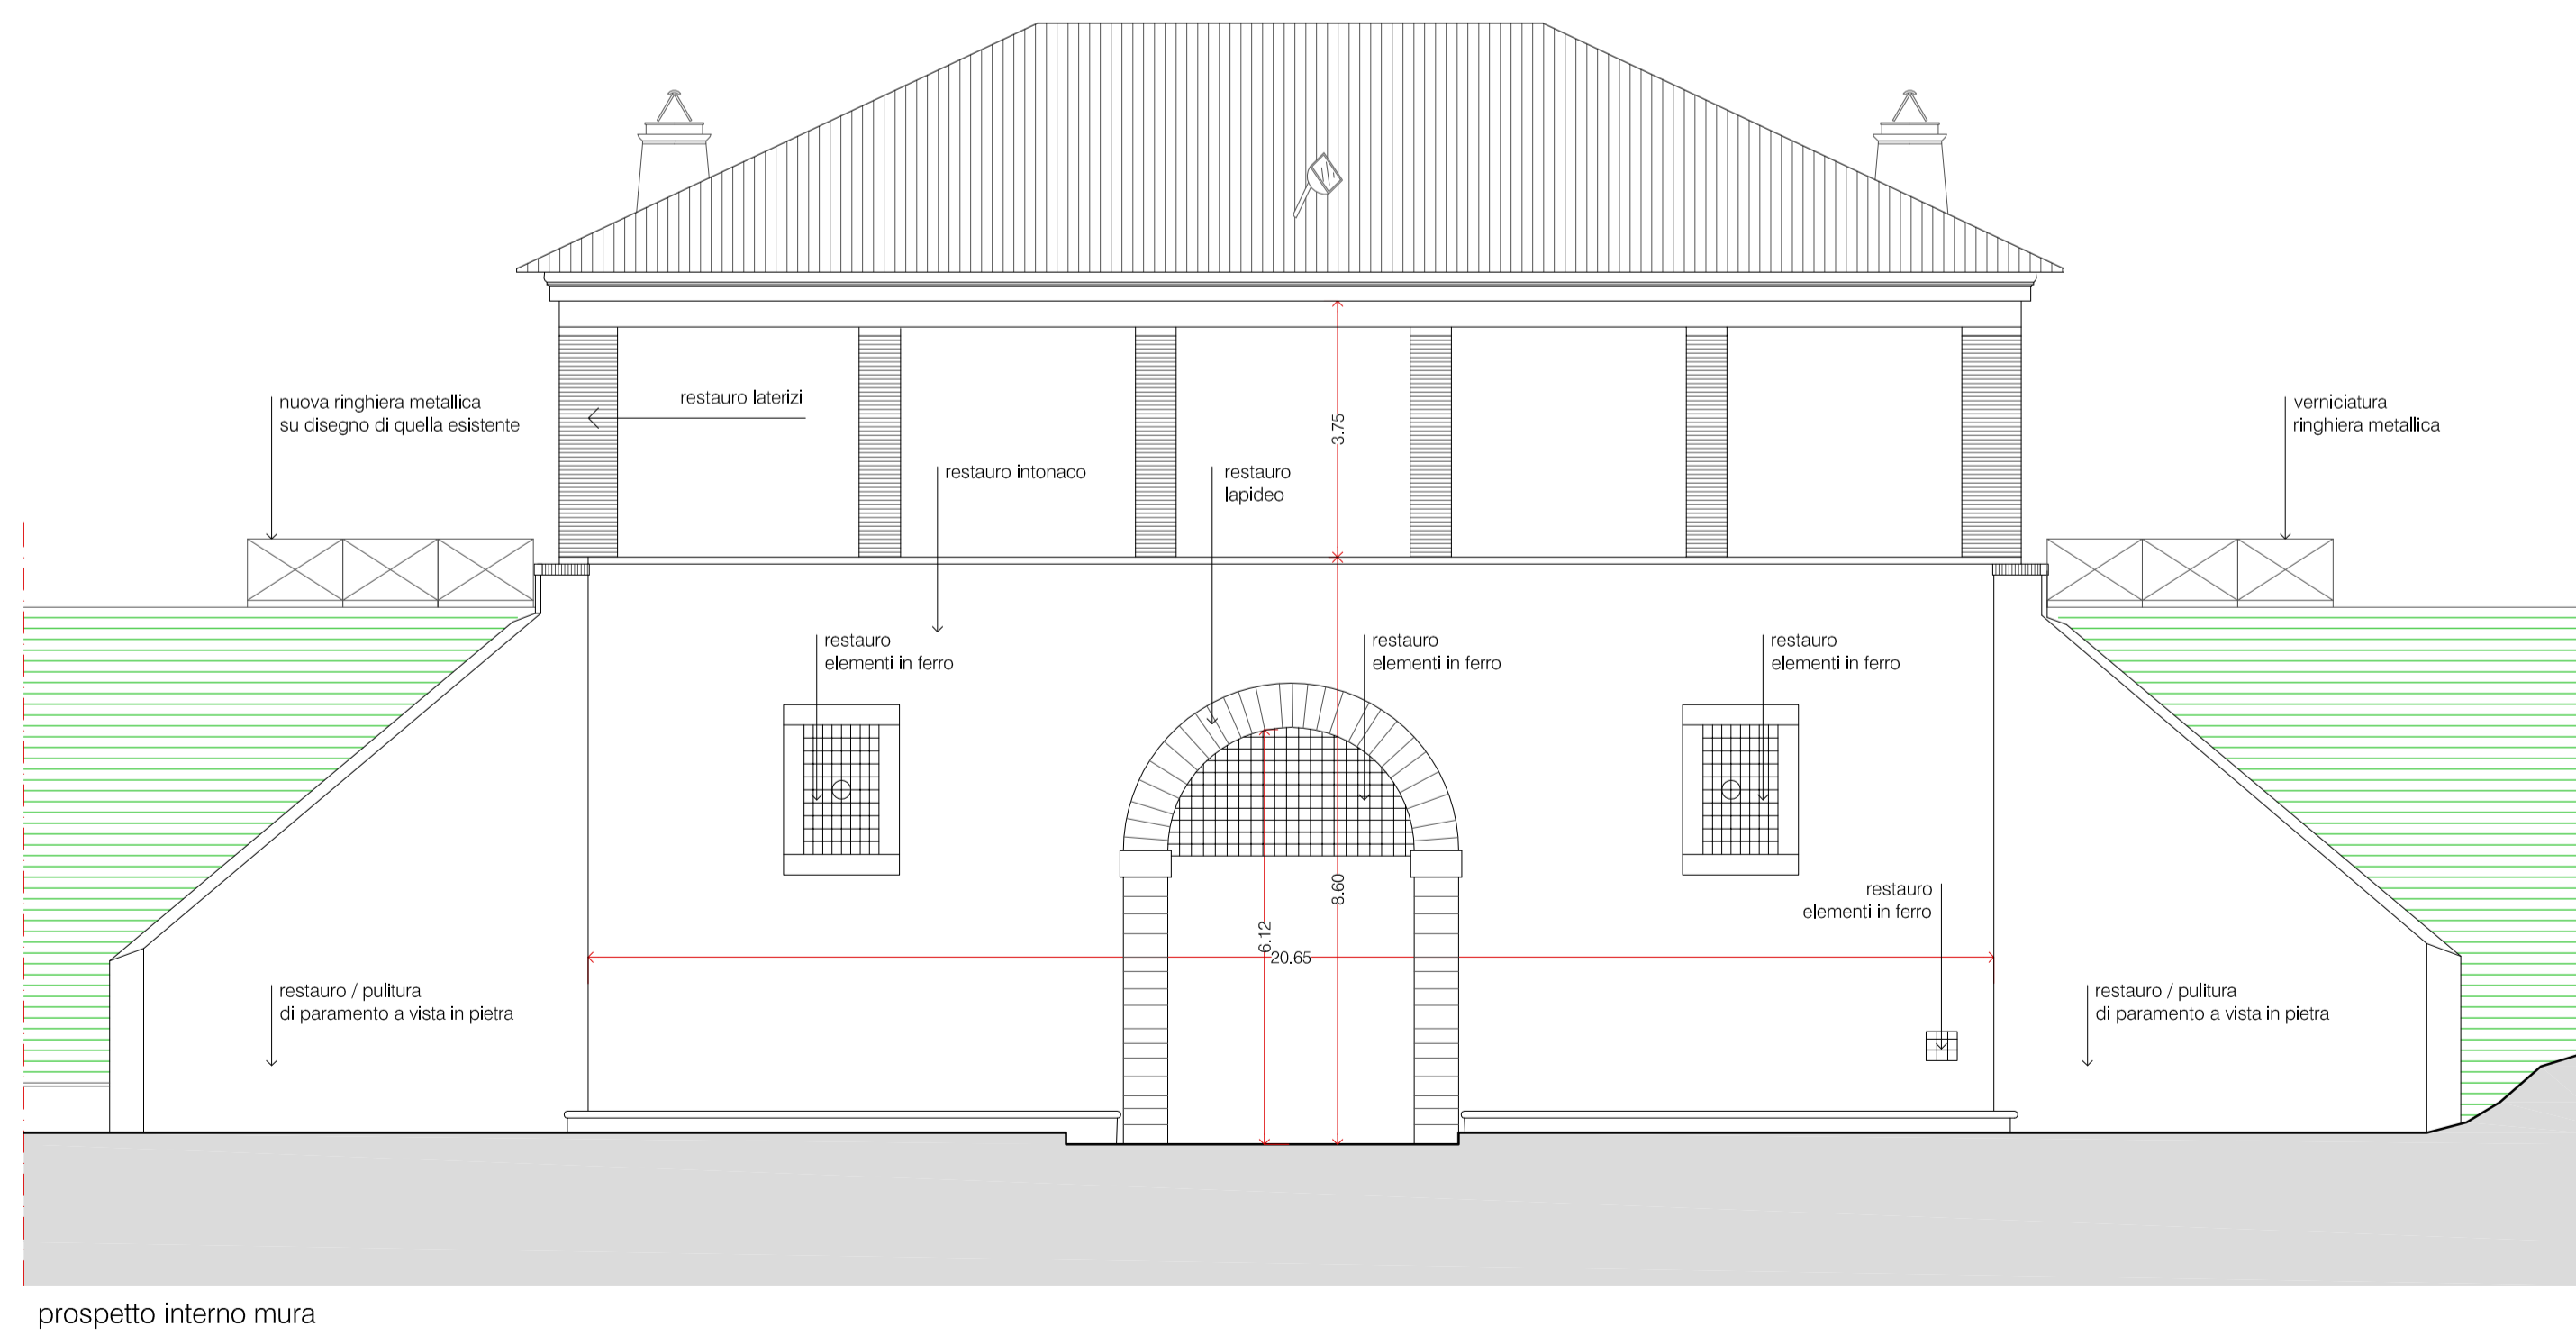 restauro laterizi
nuova ringhiera metallica
su disegno di quella esistente
verniciatura
ringhiera metallica
3.75
restauro intonaco
restauro
lapideo
restauro
elementi in ferro
restauro
elementi in ferro
restauro
elementi in ferro
8.60
restauro
elementi in ferro
6.12
20.65
restauro / pulitura
di paramento a vista in pietra
restauro / pulitura
di paramento a vista in pietra
prospetto interno mura